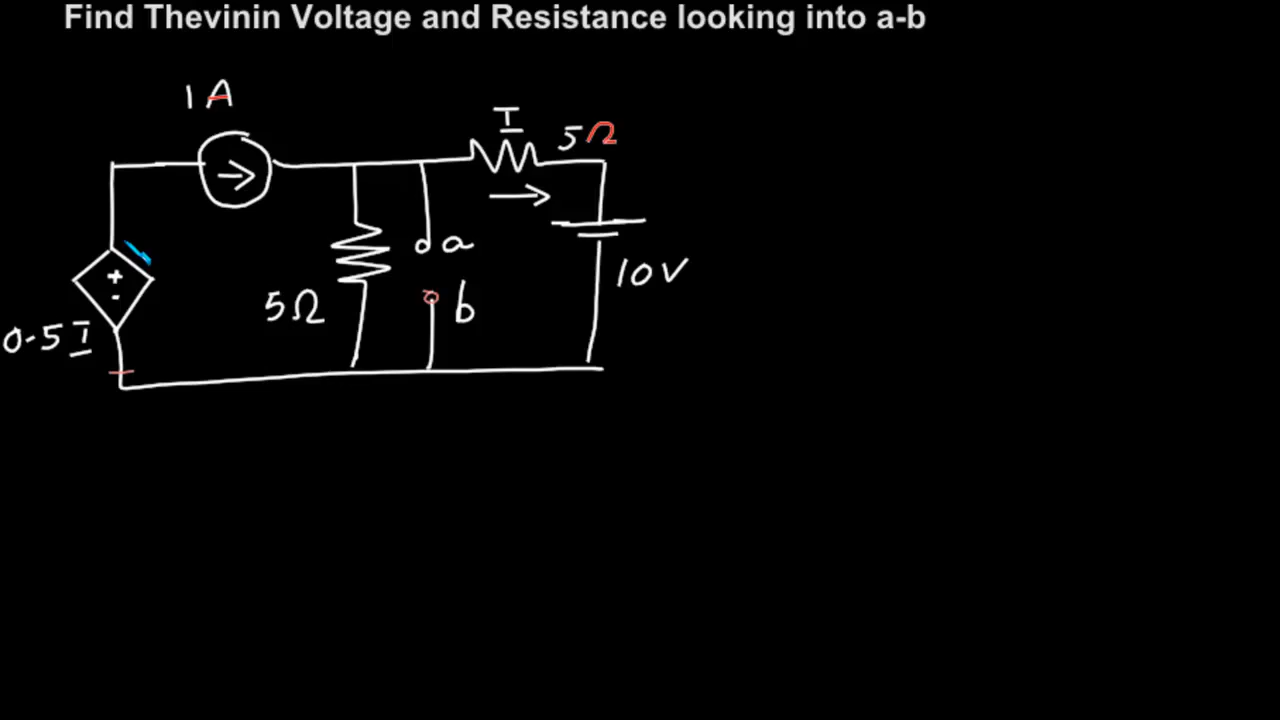 Find Thevinin Voltage and Resistance looking into a-b
1A
I
5Ω
a
+
-
10V
5Ω
b
0.5I